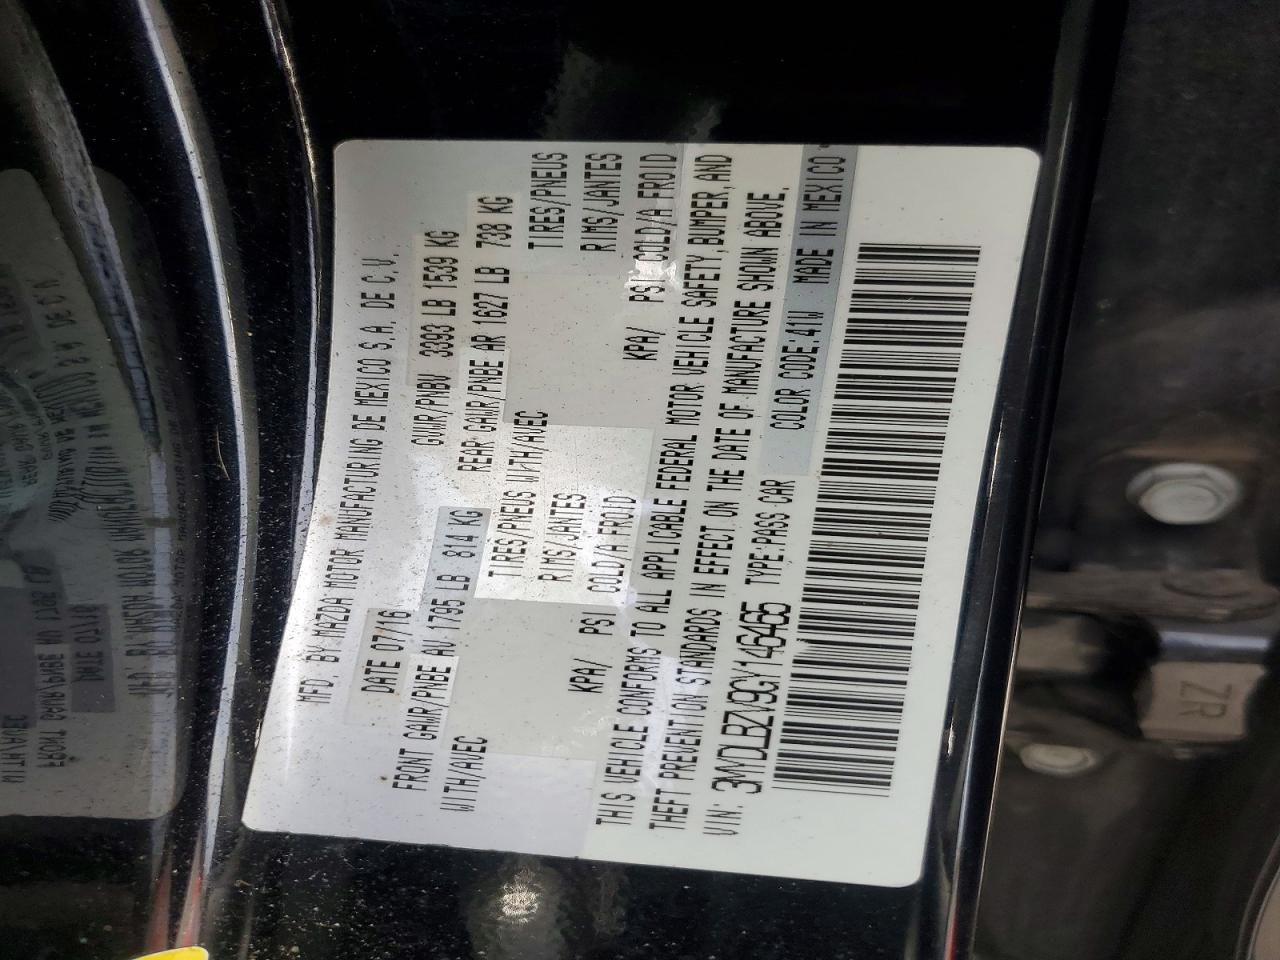 MFD. BY MAZDA MOTOR MANUFACTURING DE MEXICO S.A. DE C.V.
DATE 07/16 GWR/PNBV 3393 LB 1539 KG
FRONT GAWR/PNBE AV 1795 LB 814 KG REAR GAWR/PNBE AR 1627 LB 738 KG
WITH/AVEC TIRES/PNEUS WITH/AVEC TIRES/PNEUS
RIMS/JANTES RIMS/JANTES
KPA/ PSI COLD/A FROID KPA/ PSI COLD/A FROID
THIS VEHICLE CONFORMS TO ALL APPLICABLE FEDERAL MOTOR VEHICLE SAFETY, BUMPER, AND
THEFT PREVENTION STANDARDS IN EFFECT ON THE DATE OF MANUFACTURE SHOWN ABOVE.
VIN: TYPE:PASS CAR COLOR CODE:41W MADE IN MEXICO
ZR